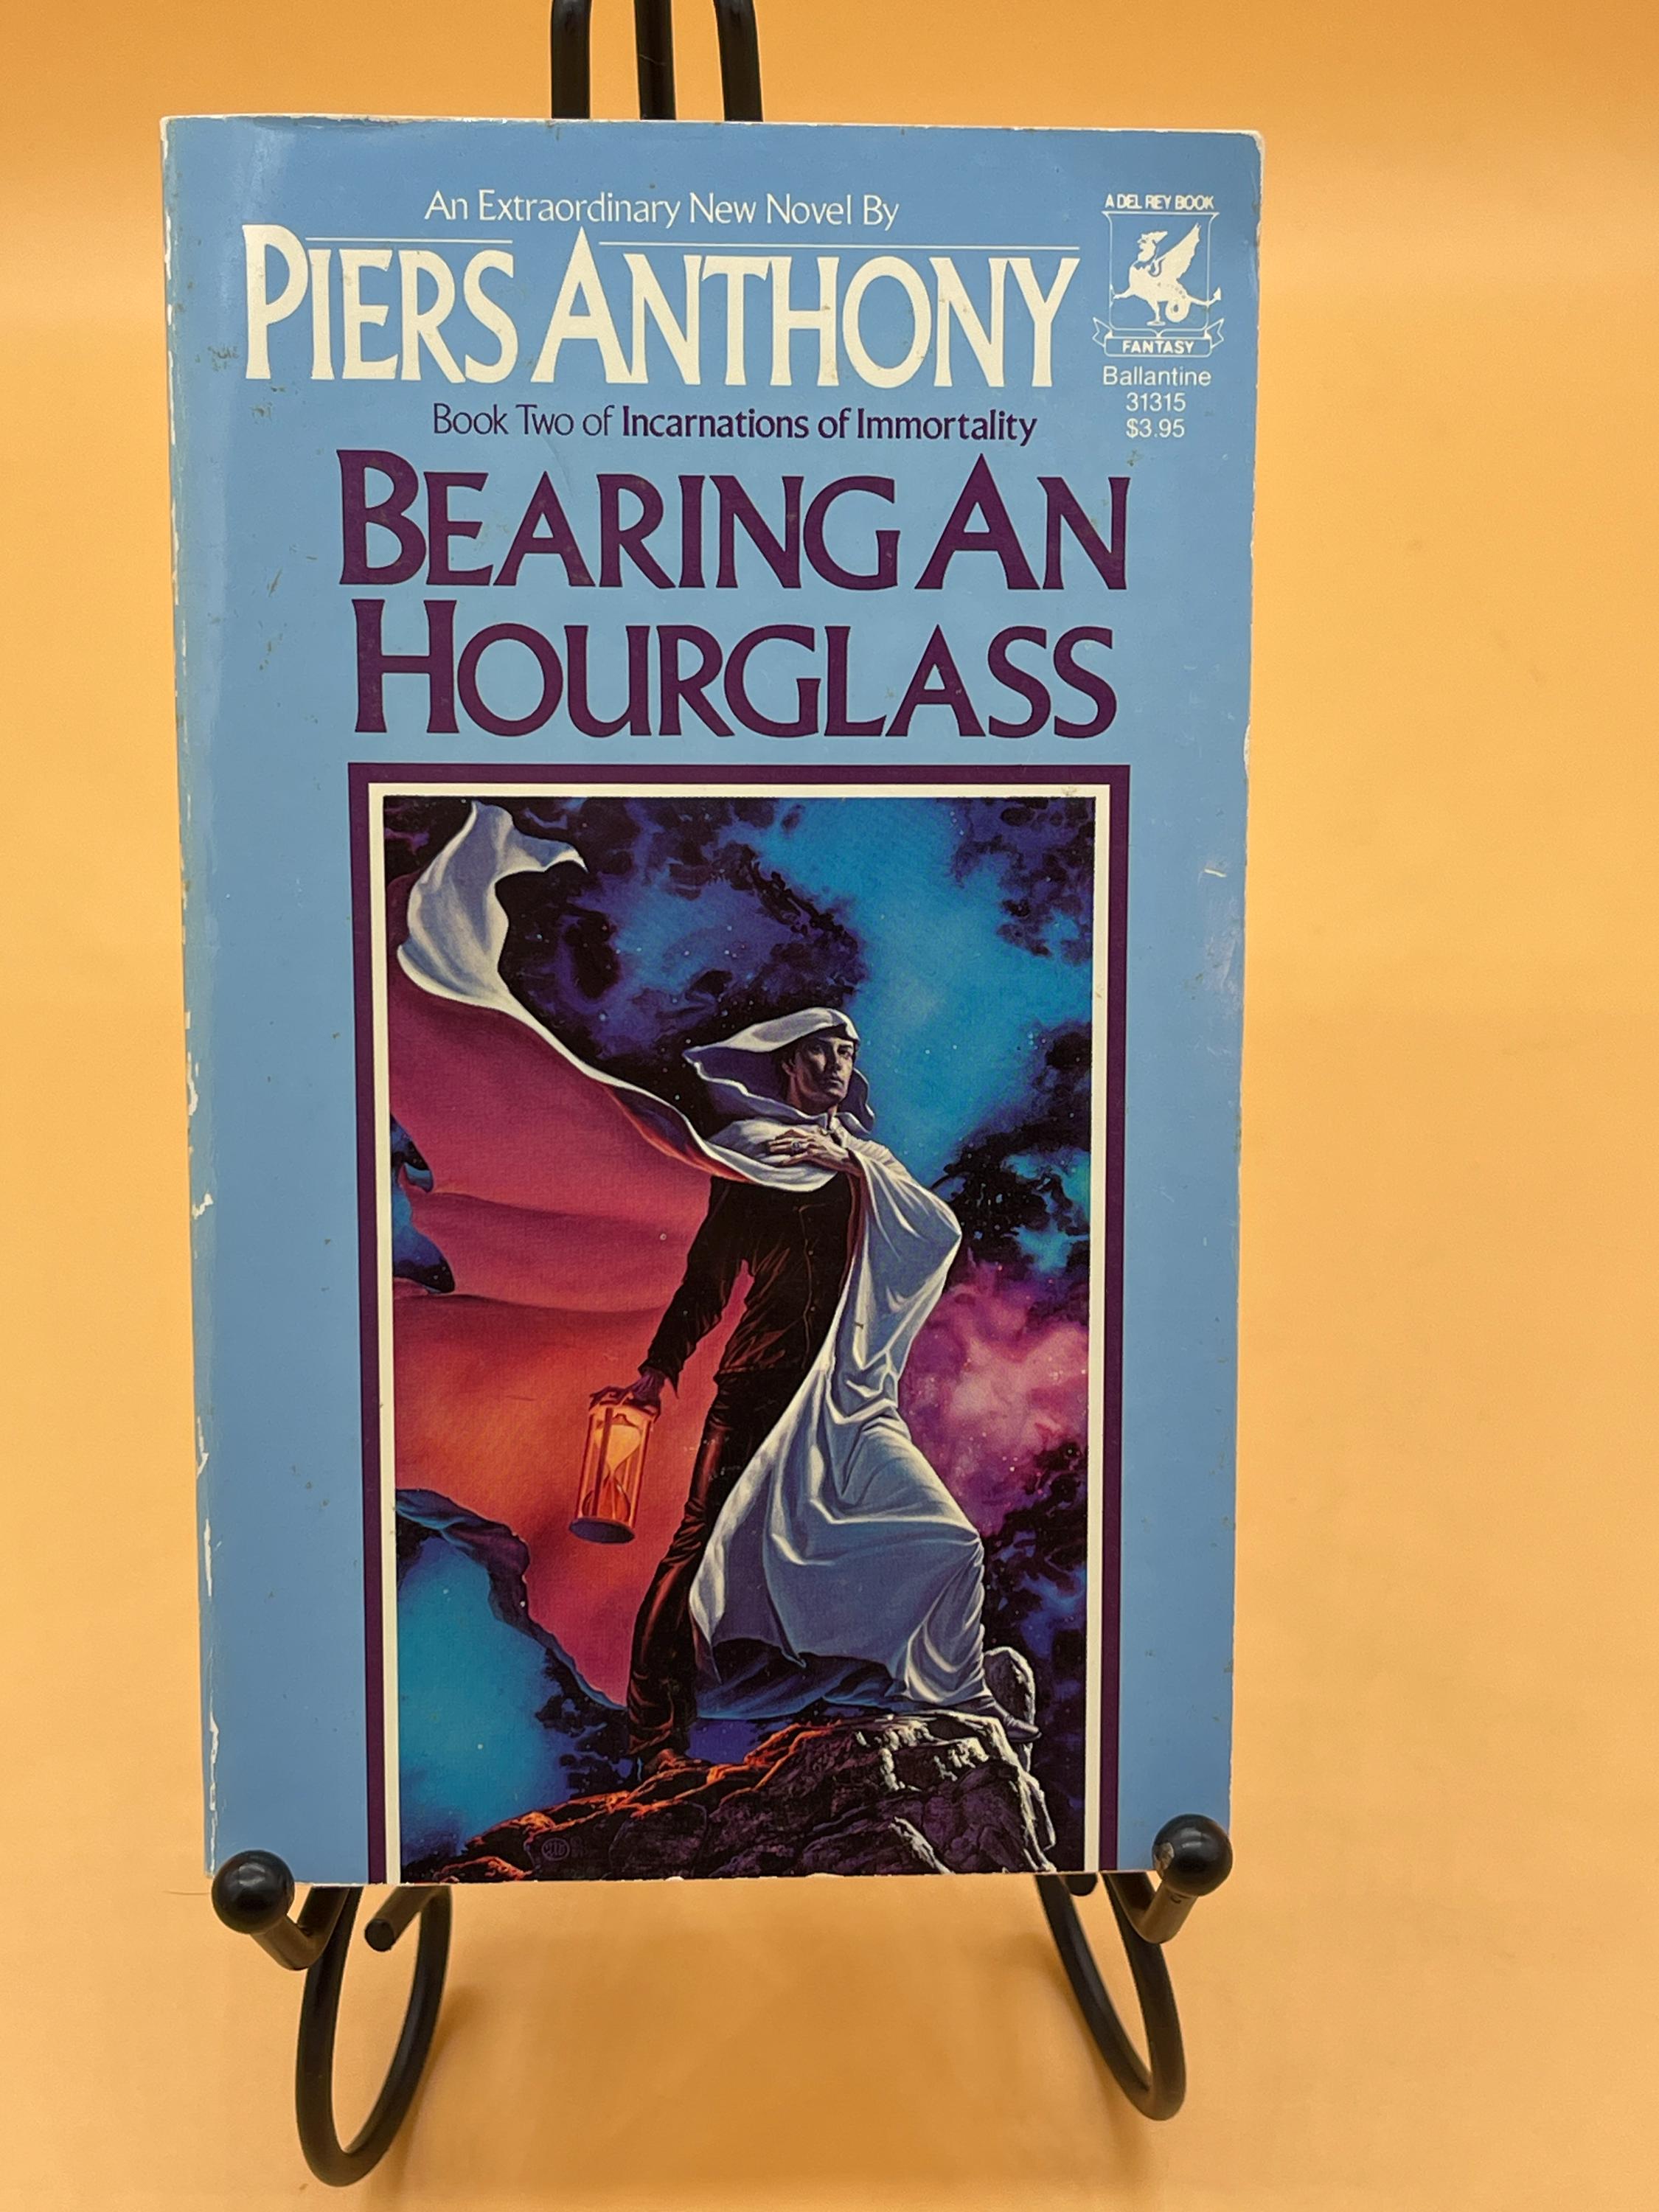 An Extraordinary New Novel By
PIERS ANTHONY
A DEL REY BOOK
FANTASY
Ballantine
31315
$3.95
Book Two of Incarnations of Immortality
BEARING AN
HOURGLASS